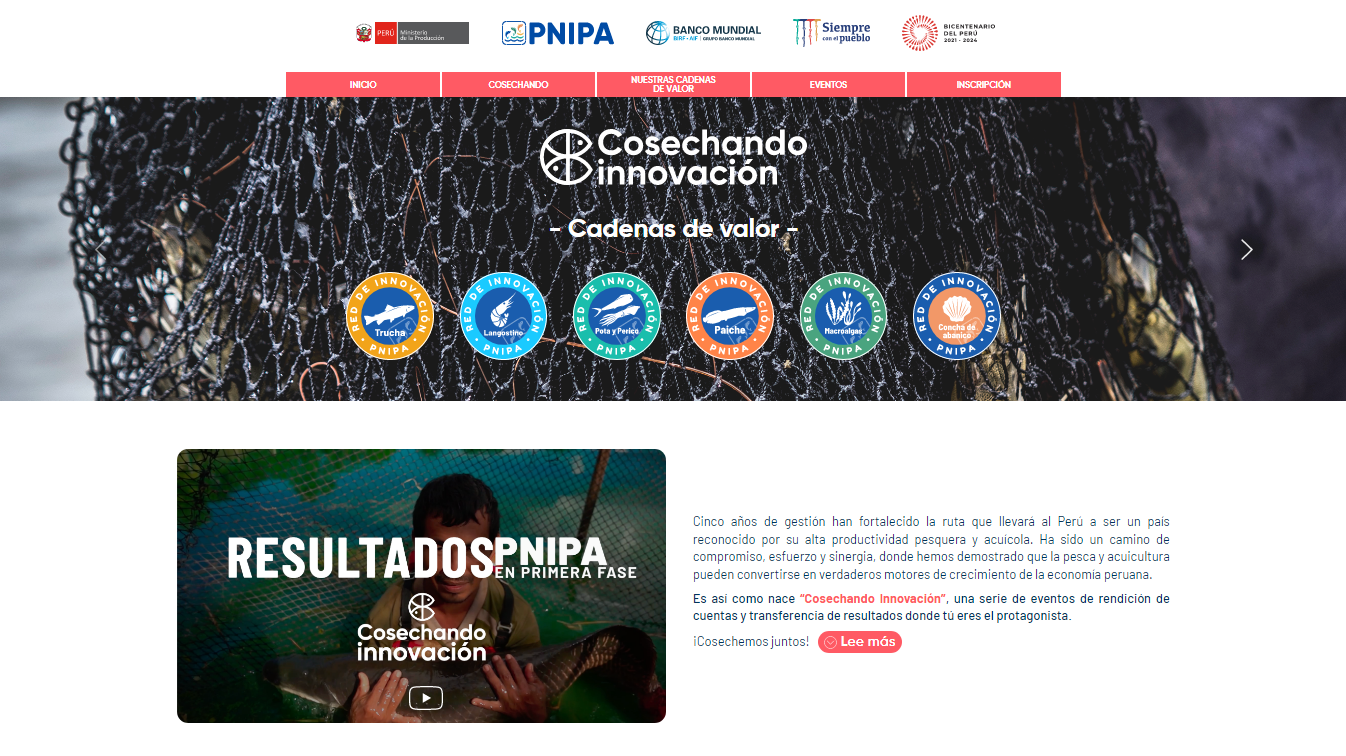 PERÚ
Ministerio
de la Producción
PNIPA
BANCO MUNDIAL
BIRF • AIF | GRUPO BANCO MUNDIAL
Siempre
con el pueblo
BICENTENARIO
DEL PERÚ
2021 - 2024
INICIO
COSECHANDO
NUESTRAS CADENAS
DE VALOR
EVENTOS
INSCRIPCIÓN
Cosechando
innovación
- Cadenas de valor -
RED DE INNOVACIÓN
Trucha
PNIPA
RED DE INNOVACIÓN
Langostino
PNIPA
RED DE INNOVACIÓN
Pota y Perico
PNIPA
RED DE INNOVACIÓN
Paiche
PNIPA
RED DE INNOVACIÓN
Macroalgas
PNIPA
RED DE INNOVACIÓN
Concha de
abanico
PNIPA
RESULTADOS PNIPA
EN PRIMERA FASE
Cosechando
innovación
Cinco años de gestión han fortalecido la ruta que llevará al Perú a ser un país
reconocido por su alta productividad pesquera y acuícola. Ha sido un camino de
compromiso, esfuerzo y sinergia, donde hemos demostrado que la pesca y acuicultura
pueden convertirse en verdaderos motores de crecimiento de la economía peruana.
Es así como nace “Cosechando Innovación”, una serie de eventos de rendición de
cuentas y transferencia de resultados donde tú eres el protagonista.
¡Cosechemos juntos! Lee más